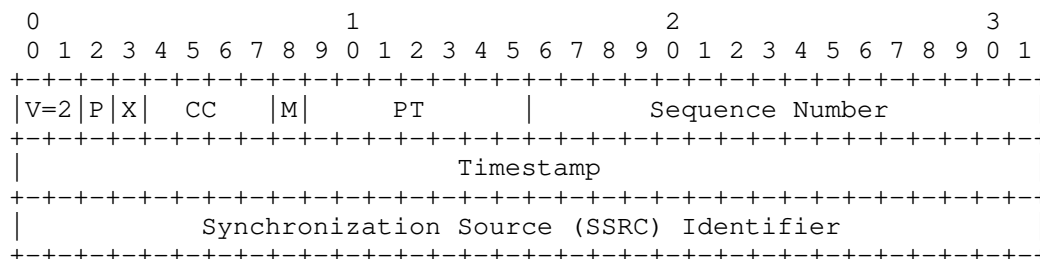 0                   1                   2                   3
 0 1 2 3 4 5 6 7 8 9 0 1 2 3 4 5 6 7 8 9 0 1 2 3 4 5 6 7 8 9 0 1
+-+-+-+-+-+-+-+-+-+-+-+-+-+-+-+-+-+-+-+-+-+-+-+-+-+-+-+-+-+-+-+-
|V=2|P|X|  CC   |M|     PT      |       Sequence Number         |
+-+-+-+-+-+-+-+-+-+-+-+-+-+-+-+-+-+-+-+-+-+-+-+-+-+-+-+-+-+-+-+-
|                           Timestamp                           |
+-+-+-+-+-+-+-+-+-+-+-+-+-+-+-+-+-+-+-+-+-+-+-+-+-+-+-+-+-+-+-+-
|           Synchronization Source (SSRC) Identifier            |
+-+-+-+-+-+-+-+-+-+-+-+-+-+-+-+-+-+-+-+-+-+-+-+-+-+-+-+-+-+-+-+-